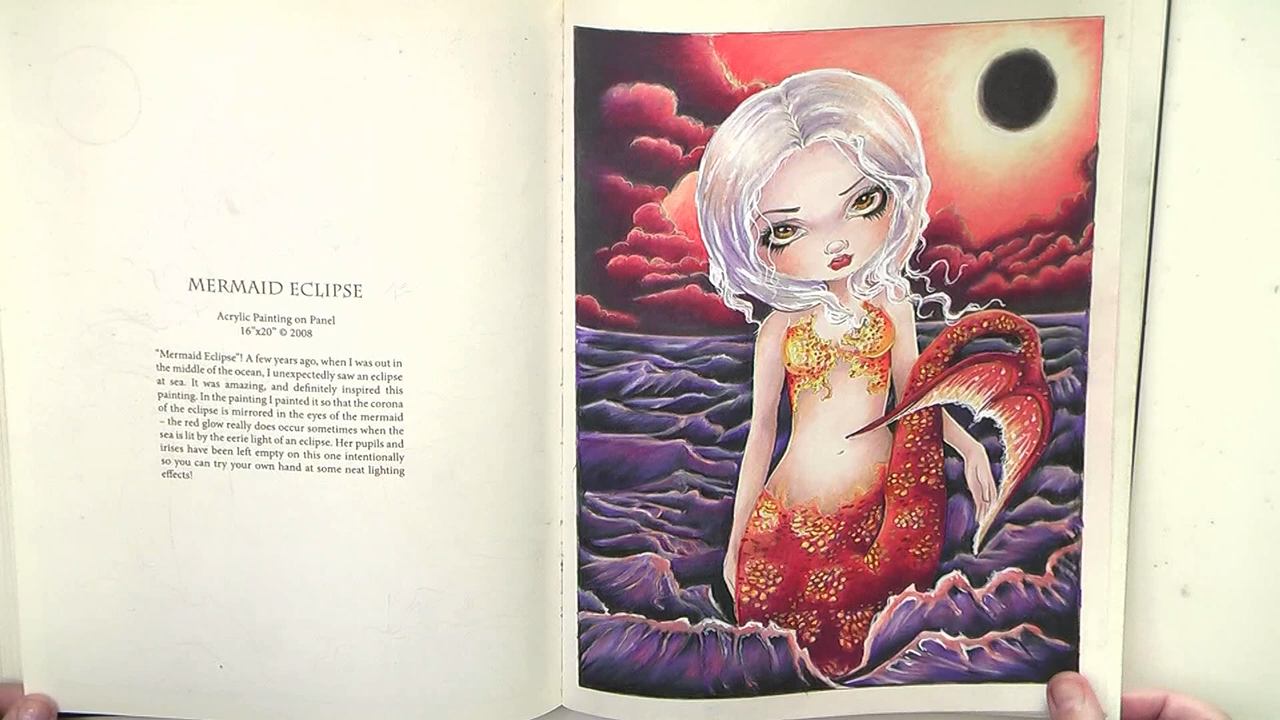 MERMAID ECLIPSE
Acrylic Painting on Panel
16"x20" © 2008
"Mermaid Eclipse"! A few years ago, when I was out in
the middle of the ocean, I unexpectedly saw an eclipse
at sea. It was amazing, and definitely inspired this
painting. In the painting I painted it so that the corona
of the eclipse is mirrored in the eyes of the mermaid
– the red glow really does occur sometimes when the
sea is lit by the eerie light of an eclipse. Her pupils and
irises have been left empty on this one intentionally
so you can try your own hand at some neat lighting
effects!